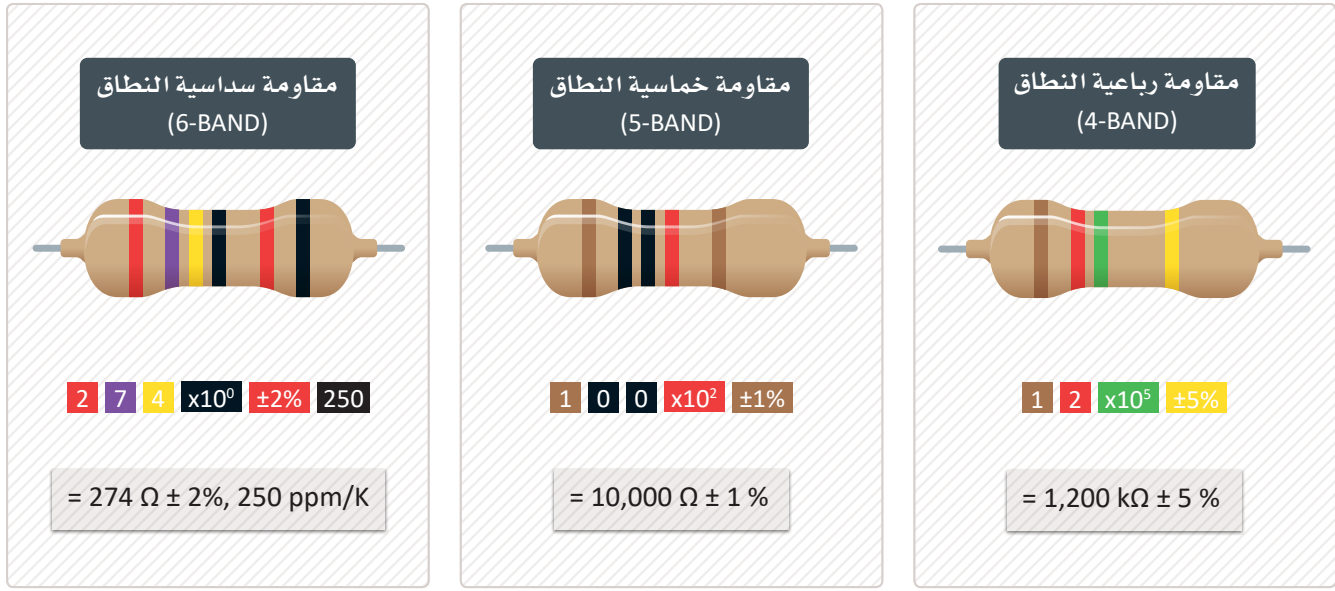 مقاومة رباعية النطاق
(4-BAND)
1 2 x10⁵ ±5%
= 1,200 kΩ ± 5 %
مقاومة خماسية النطاق
(5-BAND)
1 0 0 x10² ±1%
= 10,000 Ω ± 1 %
مقاومة سداسية النطاق
(6-BAND)
2 7 4 x10⁰ ±2% 250
= 274 Ω ± 2%, 250 ppm/K